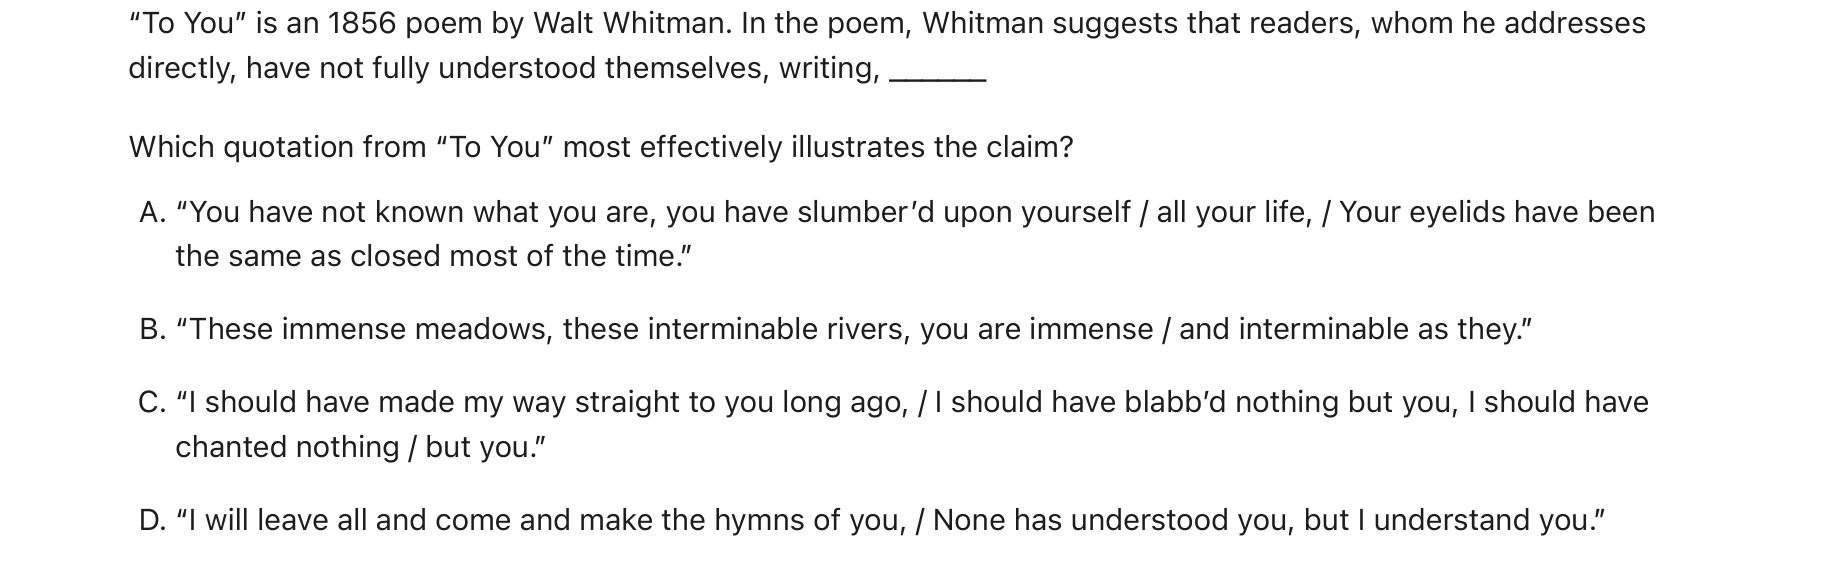 “To You” is an 1856 poem by Walt Whitman. In the poem, Whitman suggests that readers, whom he addresses
directly, have not fully understood themselves, writing, ______
Which quotation from “To You” most effectively illustrates the claim?
A. “You have not known what you are, you have slumber’d upon yourself / all your life, / Your eyelids have been
the same as closed most of the time.”
B. “These immense meadows, these interminable rivers, you are immense / and interminable as they.”
C. “I should have made my way straight to you long ago, / I should have blabb’d nothing but you, I should have
chanted nothing / but you.”
D. “I will leave all and come and make the hymns of you, / None has understood you, but I understand you.”